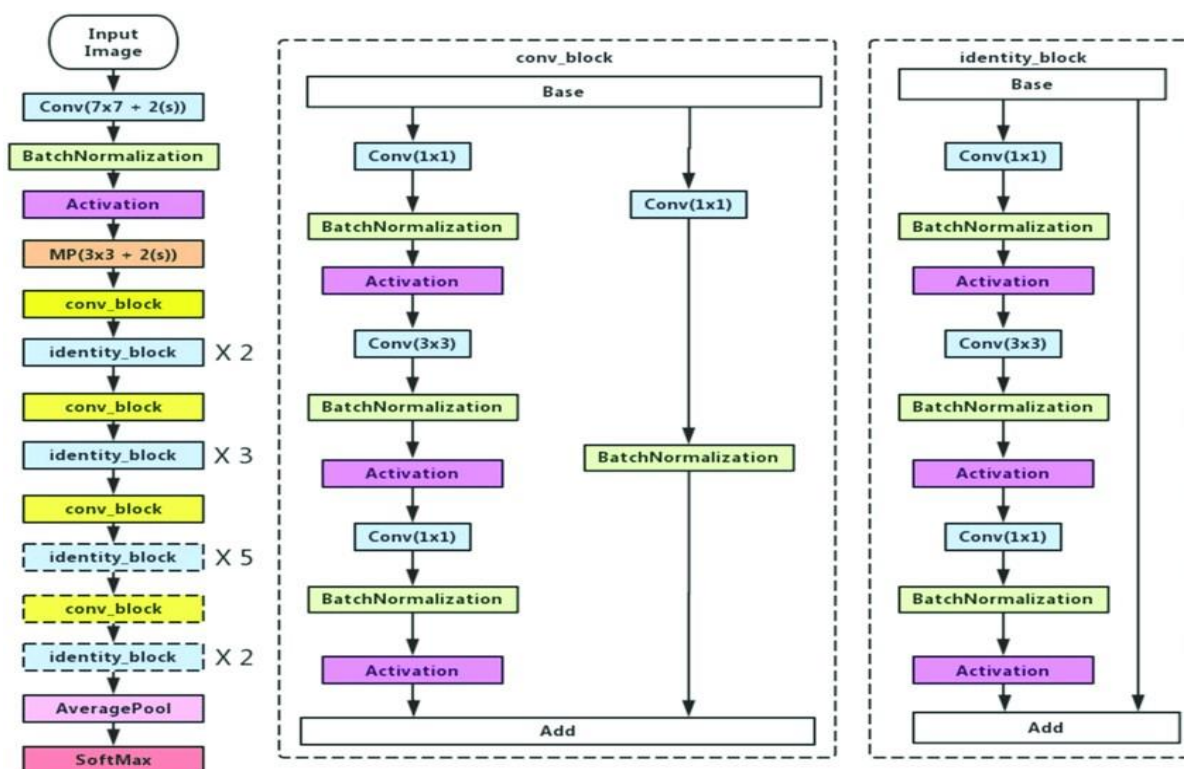 Input
Image
Conv(7x7 + 2(s))
BatchNormalization
Activation
MP(3x3 + 2(s))
conv_block
identity_block X 2
conv_block
identity_block X 3
conv_block
identity_block X 5
conv_block
identity_block X 2
AveragePool
SoftMax
conv_block
Base
Conv(1x1)
BatchNormalization
Activation
Conv(3x3)
BatchNormalization
Activation
Conv(1x1)
BatchNormalization
Activation
Conv(1x1)
BatchNormalization
Add
identity_block
Base
Conv(1x1)
BatchNormalization
Activation
Conv(3x3)
BatchNormalization
Activation
Conv(1x1)
BatchNormalization
Activation
Add